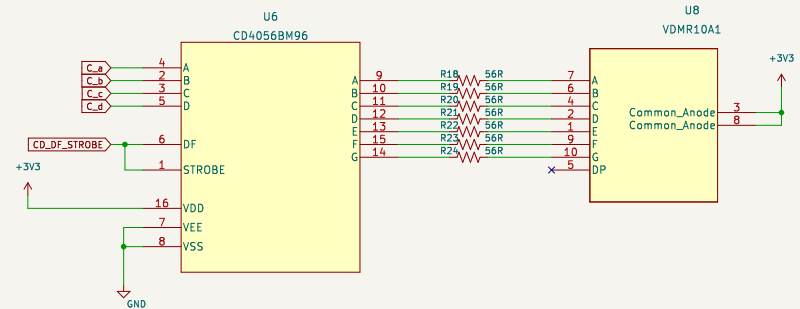 U6
CD4056BM96
U8
VDMR10A1
+3V3
C_a
4
A
C_b
2
B
C_c
3
C
C_d
5
D
CD_DF_STROBE
6
DF
1
STROBE
+3V3
16
VDD
7
VEE
8
VSS
GND
A
9
R18
56R
7
A
B
10
R19
56R
6
B
C
11
R20
56R
4
C
D
12
R21
56R
2
D
E
13
R22
56R
1
E
F
15
R23
56R
9
F
G
14
R24
56R
10
G
5
DP
Common_Anode
3
Common_Anode
8